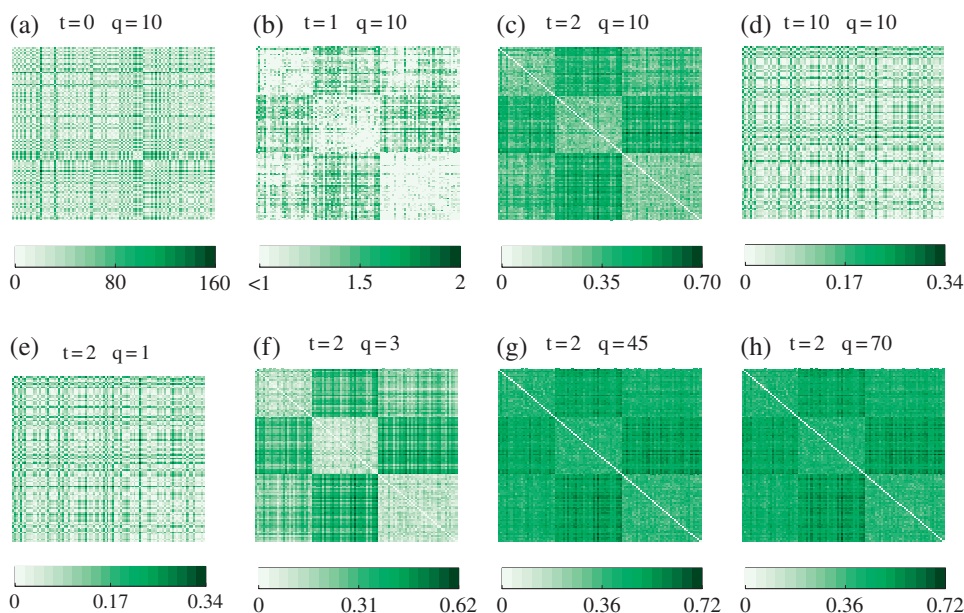 (a) t=0 q=10
(b) t=1 q=10
(c) t=2 q=10
(d) t=10 q=10
0 80 160
<1 1.5 2
0 0.35 0.70
0 0.17 0.34
(e) t=2 q=1
(f) t=2 q=3
(g) t=2 q=45
(h) t=2 q=70
0 0.17 0.34
0 0.31 0.62
0 0.36 0.72
0 0.36 0.72